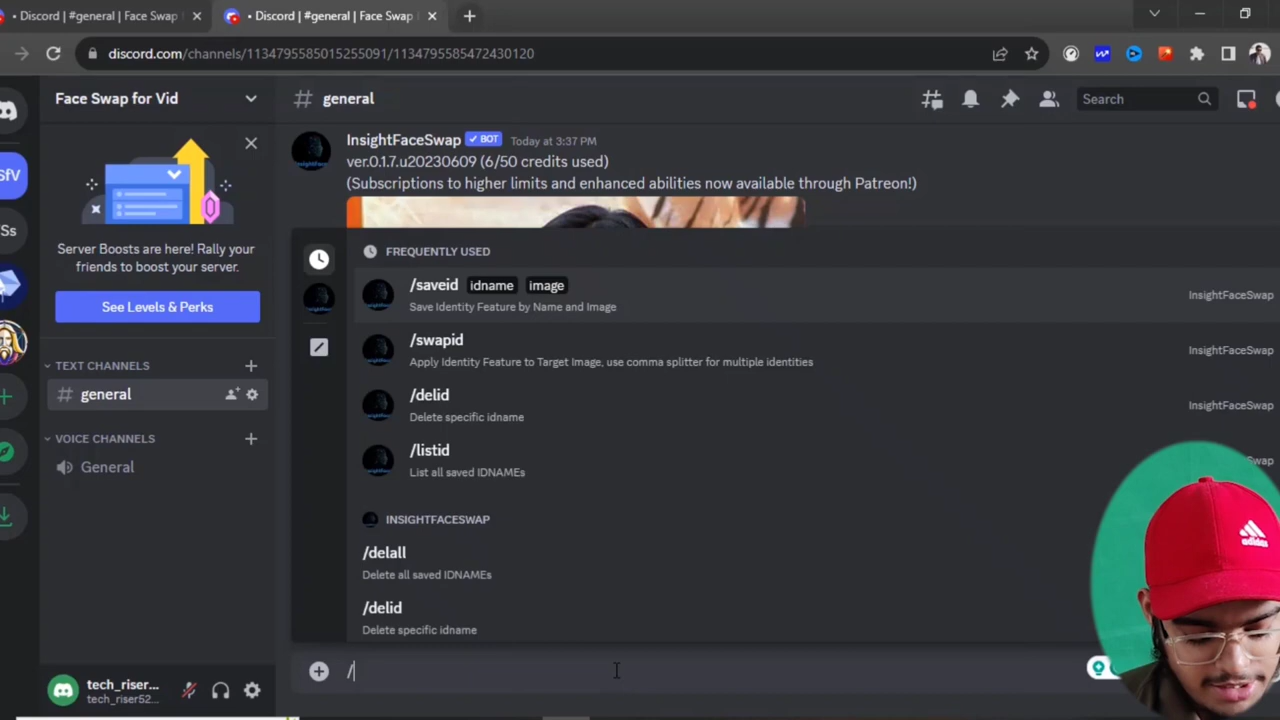 • Discord | #general | Face Swap
• Discord | #general | Face Swap
discord.com/channels/1134795585015255091/1134795585472430120
Face Swap for Vid
general
Search
SfV
Ss
Server Boosts are here! Rally your
friends to boost your server.
See Levels & Perks
TEXT CHANNELS
general
VOICE CHANNELS
General
tech_riser...
tech_riser52...
InsightFaceSwap BOT Today at 3:37 PM
ver.0.1.7.u20230609 (6/50 credits used)
(Subscriptions to higher limits and enhanced abilities now available through Patreon!)
FREQUENTLY USED
/saveid idname image
Save Identity Feature by Name and Image
InsightFaceSwap
/swapid
Apply Identity Feature to Target Image, use comma splitter for multiple identities
InsightFaceSwap
/delid
Delete specific idname
InsightFaceSwap
/listid
List all saved IDNAMEs
INSIGHTFACESWAP
/delall
Delete all saved IDNAMEs
/delid
Delete specific idname
/
adidas